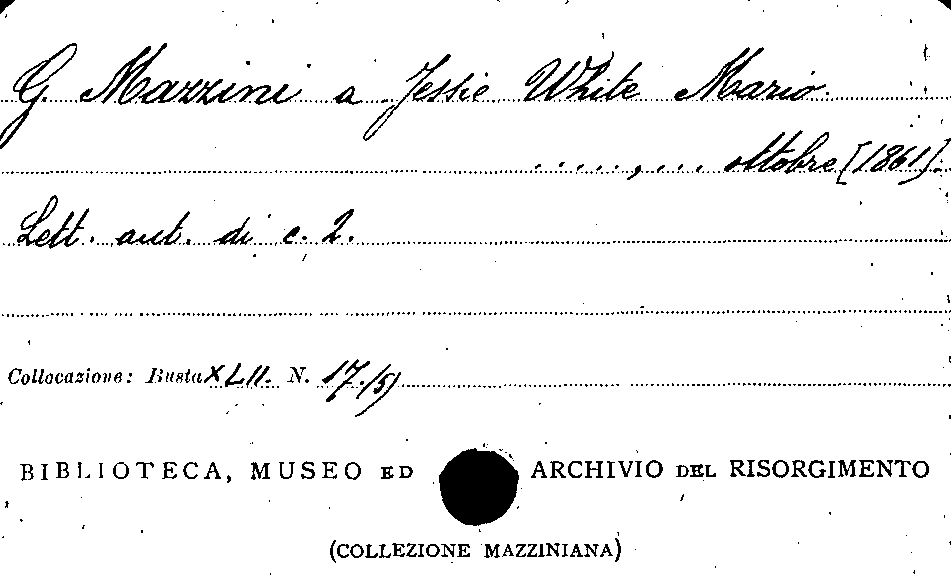 G. Mazzini a Jessie White Mario.
....., ... ottobre [1861].
Lett. aut. di c. 2.
Collocazione: Busta XLII. N. 17/5)
BIBLIOTECA, MUSEO ED ARCHIVIO DEL RISORGIMENTO
(COLLEZIONE MAZZINIANA)